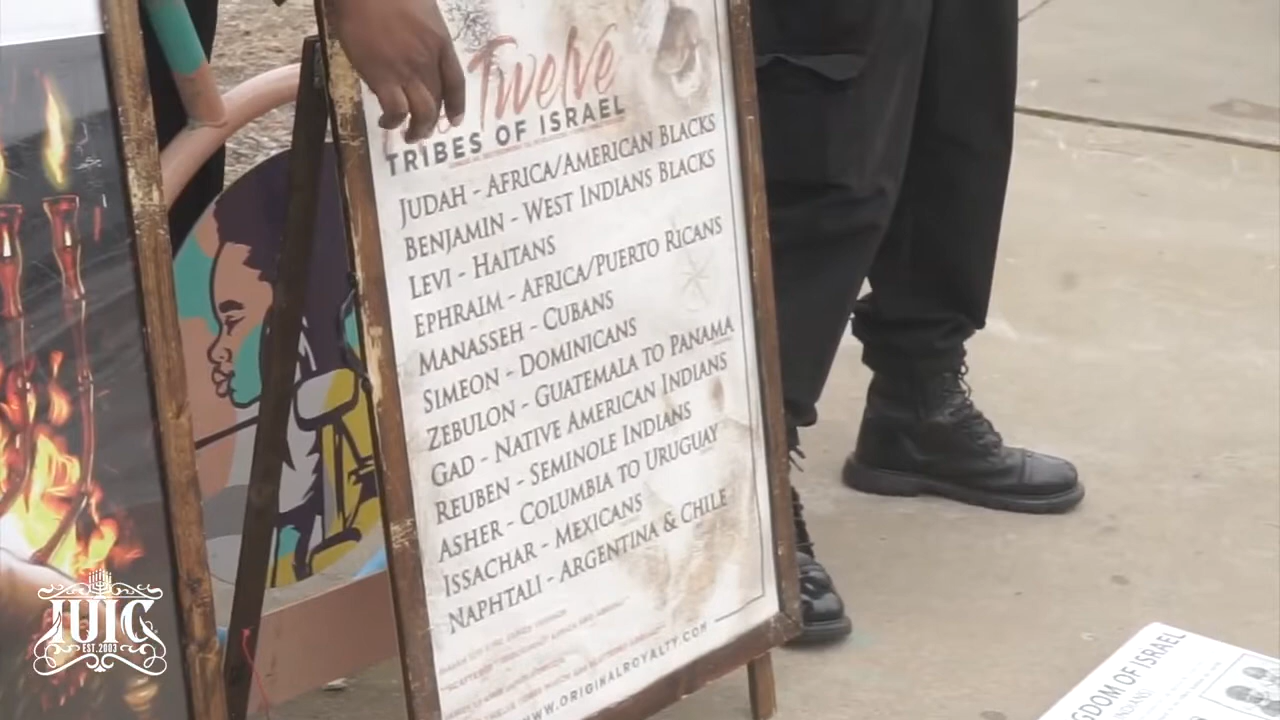 Twelve
TRIBES OF ISRAEL
JUDAH - AFRICA/AMERICAN BLACKS
BENJAMIN - WEST INDIANS BLACKS
LEVI - HAITANS
EPHRAIM - AFRICA/PUERTO RICANS
MANASSEH - CUBANS
SIMEON - DOMINICANS
ZEBULON - GUATEMALA TO PANAMA
GAD - NATIVE AMERICAN INDIANS
REUBEN - SEMINOLE INDIANS
ASHER - COLUMBIA TO URUGUAY
ISSACHAR - MEXICANS
NAPHTALI - ARGENTINA & CHILE
WWW.ORIGINALROYALTY.COM
IUIC
EST. 2003
OF ISRAEL